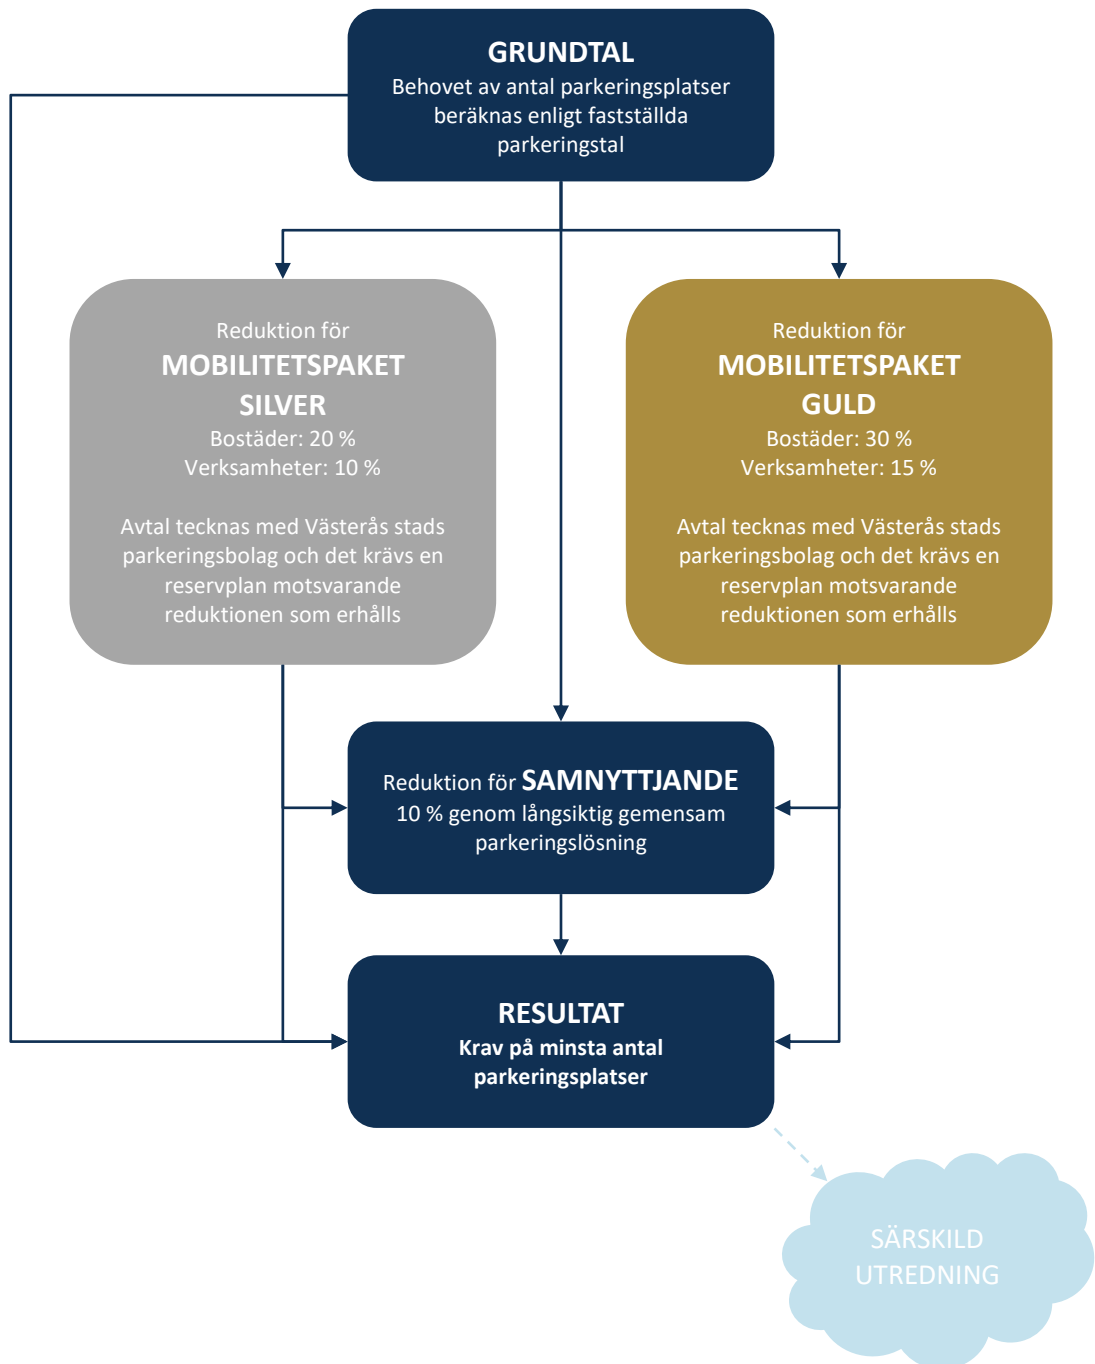 GRUNDTAL
Behovet av antal parkeringsplatser
beräknas enligt fastställda
parkeringstal
Reduktion för
MOBILITETSPAKET
SILVER
Bostäder: 20 %
Verksamheter: 10 %
Avtal tecknas med Västerås stads
parkeringsbolag och det krävs en
reservplan motsvarande
reduktionen som erhålls
Reduktion för
MOBILITETSPAKET
GULD
Bostäder: 30 %
Verksamheter: 15 %
Avtal tecknas med Västerås stads
parkeringsbolag och det krävs en
reservplan motsvarande
reduktionen som erhålls
Reduktion för SAMNYTTJANDE
10 % genom långsiktig gemensam
parkeringslösning
RESULTAT
Krav på minsta antal
parkeringsplatser
SÄRSKILD
UTREDNING